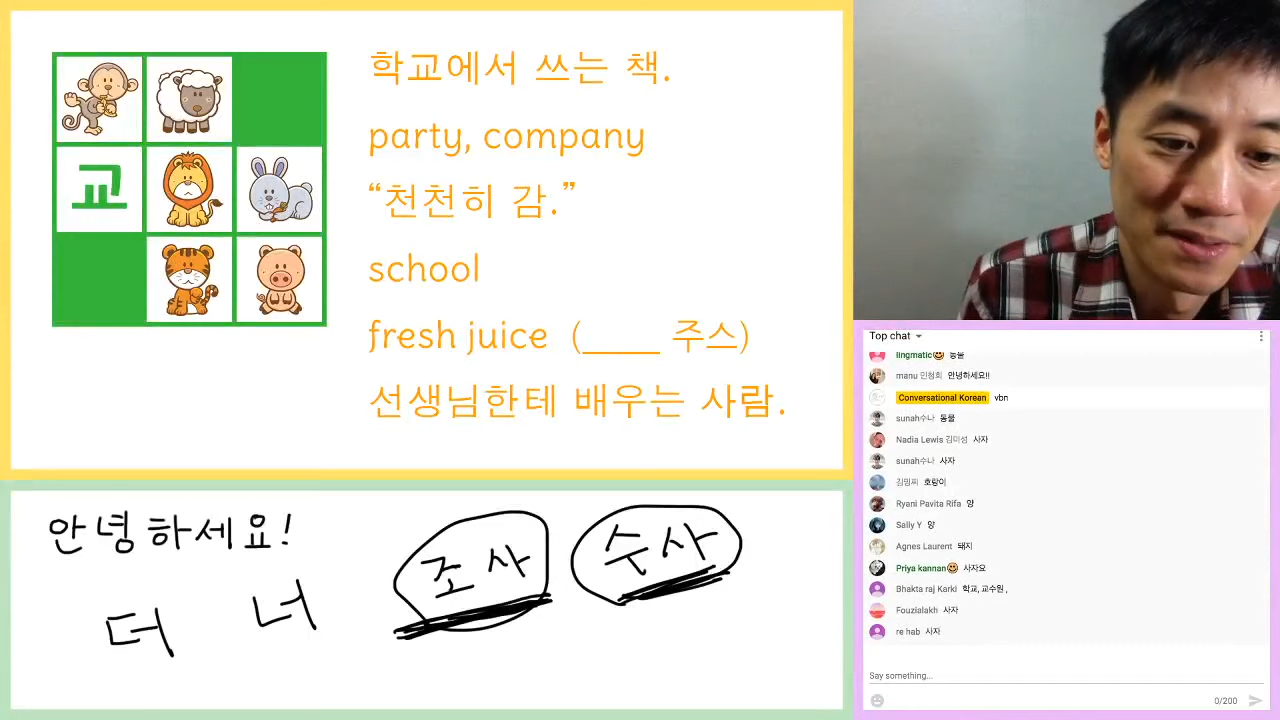 교
학교에서 쓰는 책.
party, company
“천천히 감.”
school
fresh juice (____ 주스)
선생님한테 배우는 사람.
안녕하세요!
더 너
조사 수사
Top chat
lingmatic 동물
manu 민정희 안녕하세요!!
Conversational Korean vbn
sunah수나 동물
Nadia Lewis 김미성 사자
sunah수나 사자
김밍찌 호랑이
Ryani Pavita Rifa 양
Sally Y 양
Agnes Laurent 돼지
Priya kannan 사자요
Bhakta raj Karki 학교, 교수원 ,
Fouzialakh 사자
re hab 사자
Say something...
0/200